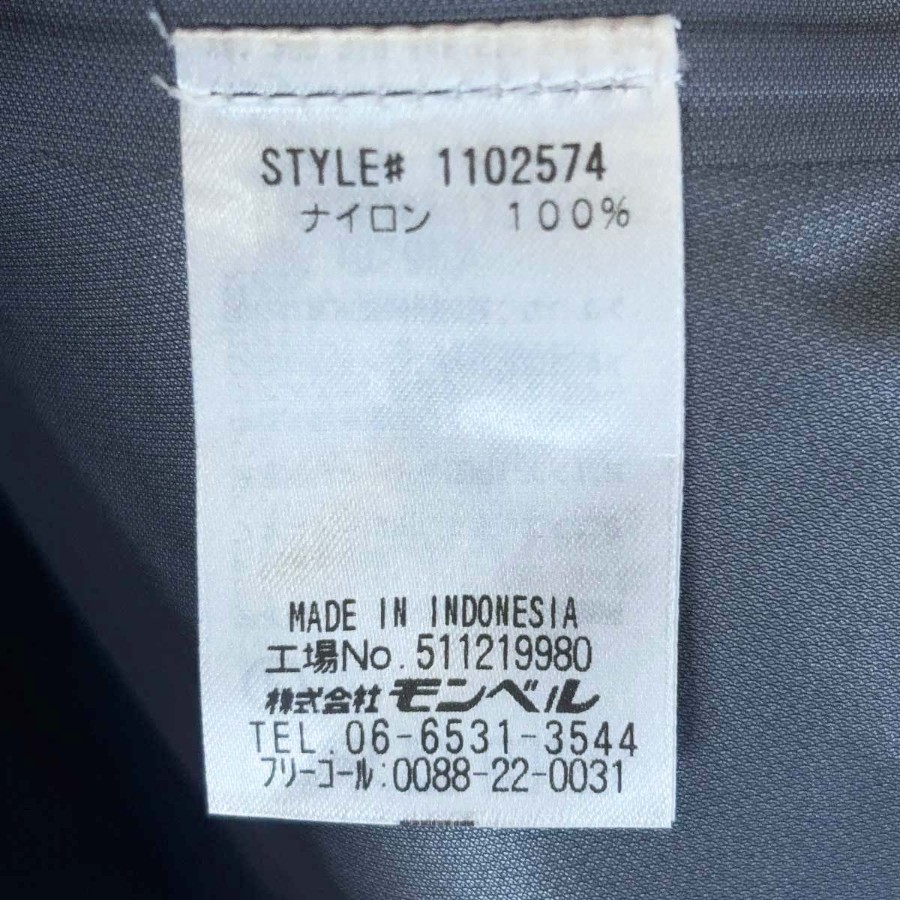 STYLE# 1102574
ナイロン 100%
MADE IN INDONESIA
工場No.511219980
株式会社モンベル
TEL.06-6531-3544
フリーコール:0088-22-0031